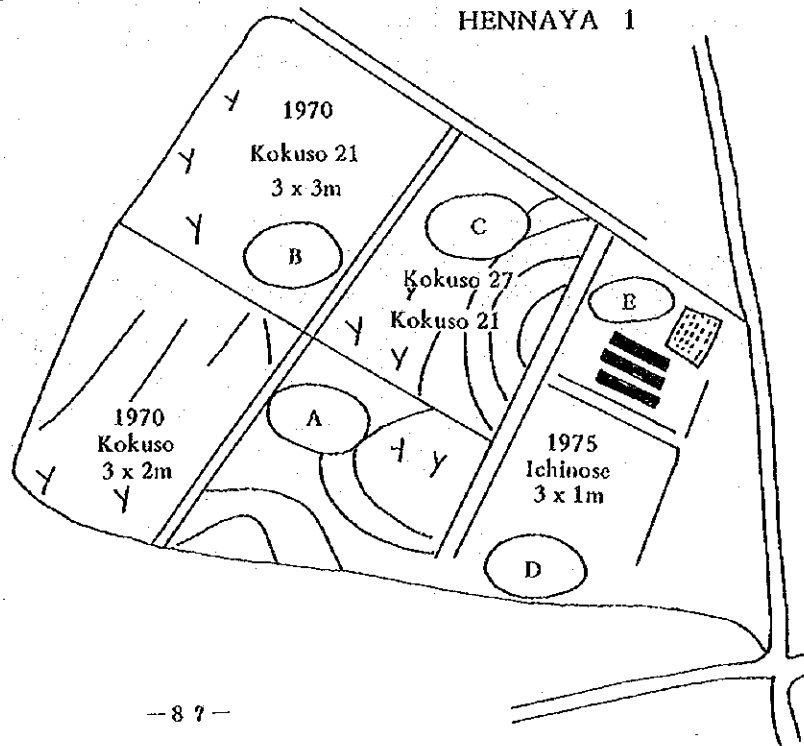 HENNAYA 1
1970
Kokuso 21
3 x 3m
B
C
Kokuso 27
Kokuso 21
E
1970
Kokuso
3 x 2m
A
1975
Ichinose
3 x 1m
D
-87-